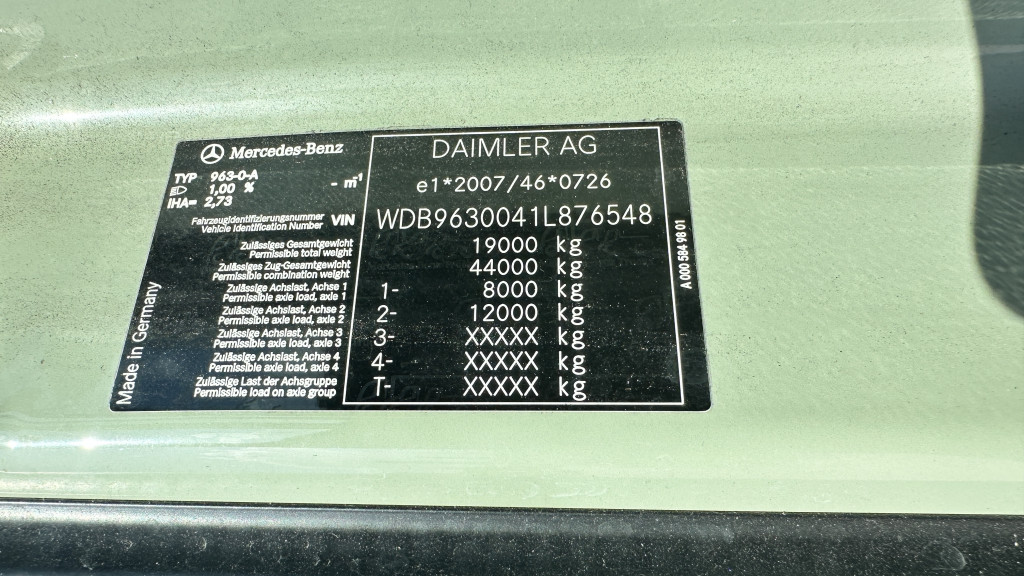 Mercedes-Benz
DAIMLER AG
TYP 963-0-A
1,00 % - m⁻¹
IHA= 2,73
e1*2007/46*0726
Fahrzeugidentifizierungsnummer
Vehicle Identification Number
VIN WDB9630041L876548
Zulässiges Gesamtgewicht
Permissible total weight
19000 kg
Zulässiges Zug-Gesamtgewicht
Permissible combination weight
44000 kg
Zulässige Achslast, Achse 1
Permissible axle load, axle 1
1- 8000 kg
Zulässige Achslast, Achse 2
Permissible axle load, axle 2
2- 12000 kg
Zulässige Achslast, Achse 3
Permissible axle load, axle 3
3- XXXXX kg
Zulässige Achslast, Achse 4
Permissible axle load, axle 4
4- XXXXX kg
Zulässige Last der Achsgruppe
Permissible load on axle group
T- XXXXX kg
Made in Germany
A 000 584 98 01